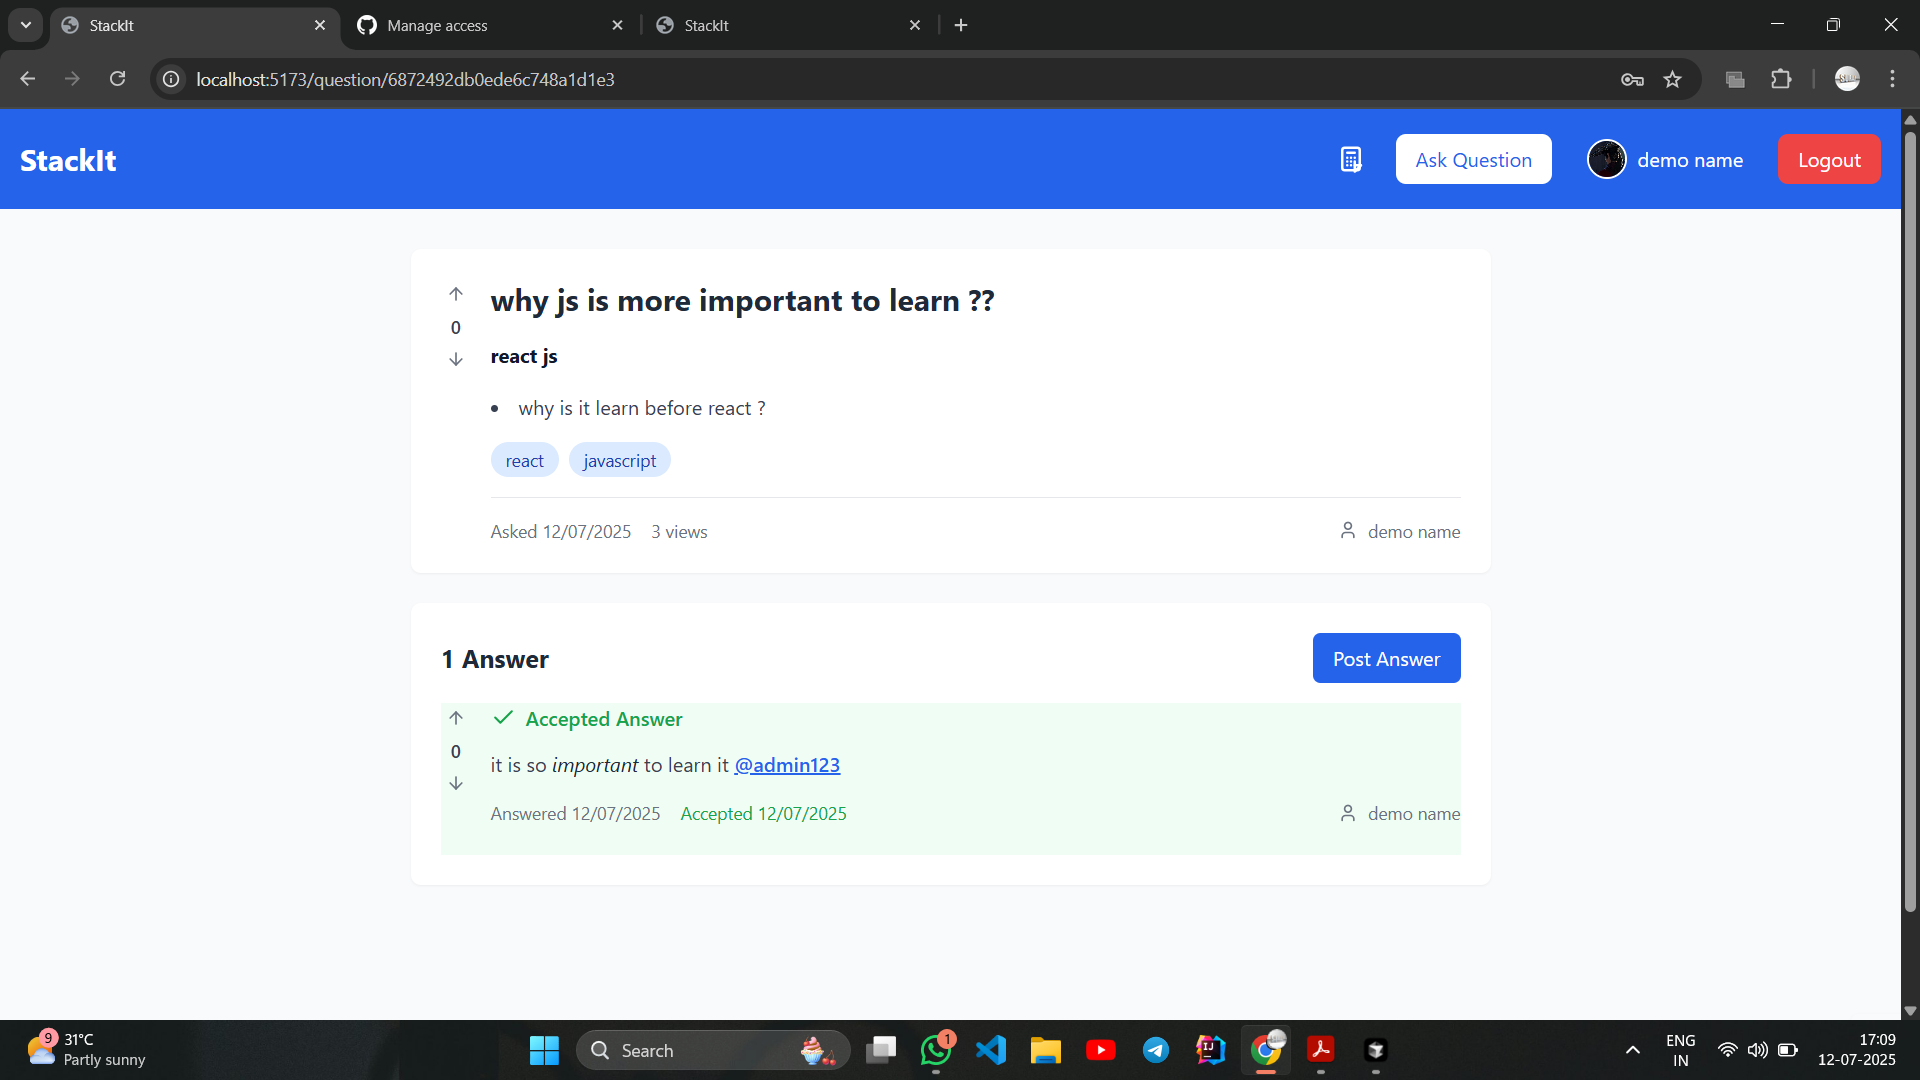 StackIt
Manage access
StackIt
localhost:5173/question/6872492db0ede6c748a1d1e3
StackIt
Ask Question
demo name
Logout
why js is more important to learn ??
0
react js
• why is it learn before react ?
react
javascript
Asked 12/07/2025 3 views
demo name
1 Answer
Post Answer
Accepted Answer
0
it is so important to learn it @admin123
Answered 12/07/2025 Accepted 12/07/2025
demo name
9
31°C
Partly sunny
Search
1
IJ
ENG
IN
17:09
12-07-2025